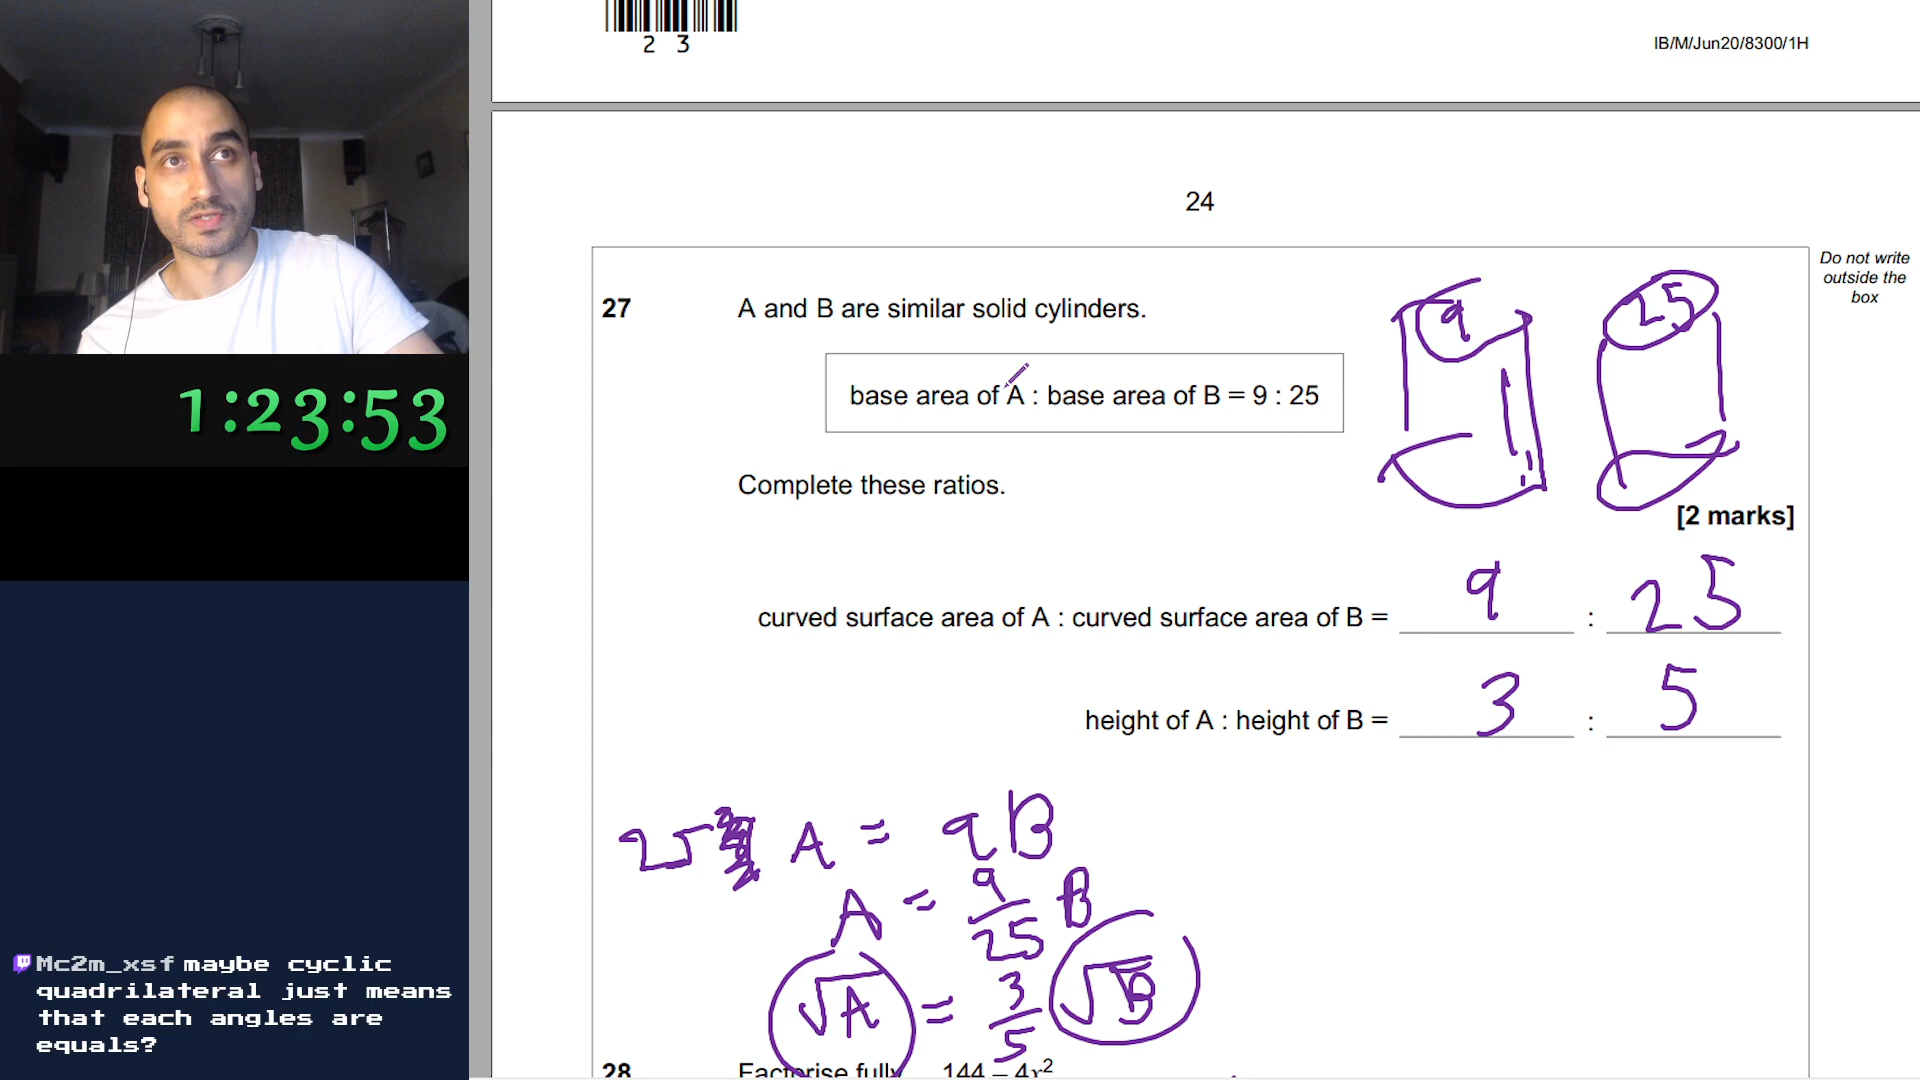 2 3
IB/M/Jun20/8300/1H
24
Do not write
outside the
box
27 A and B are similar solid cylinders.
9 25
base area of A : base area of B = 9 : 25
Complete these ratios.
[2 marks]
curved surface area of A : curved surface area of B = 9 : 25
height of A : height of B = 3 : 5
25 A = 9B
A = 9/25 B
√A = 3/5 √B
28 Factorise fully 144 – 4x²
1:23:53
Mc2m_xsf maybe cyclic
quadrilateral just means
that each angles are
equals?